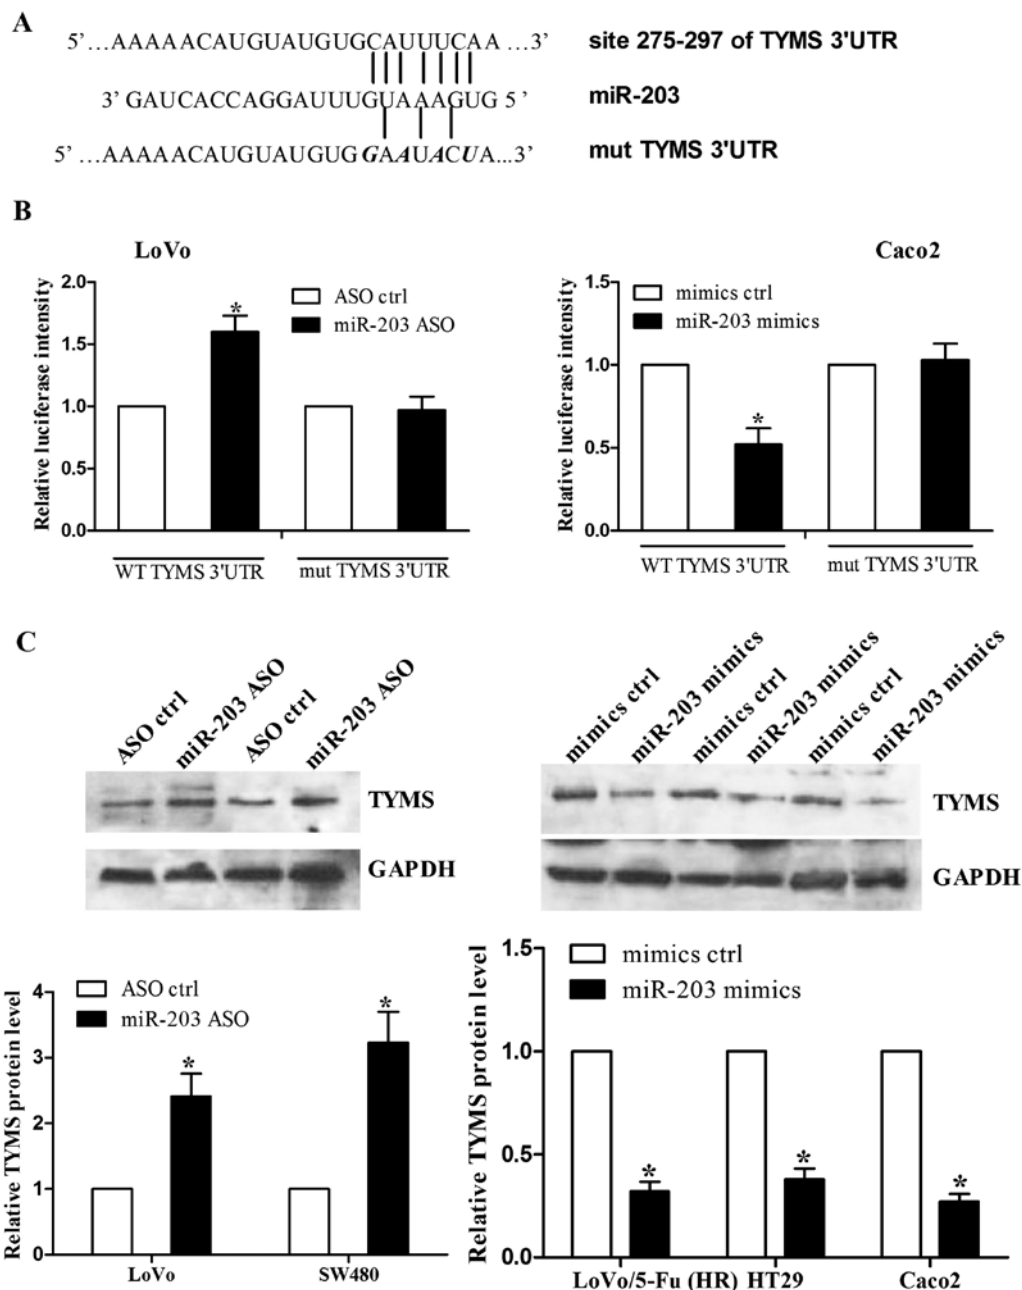 A
5’...AAAAACAUGUAUGUGCAUUUCAA ...3’ site 275-297 of TYMS 3'UTR
3’ GAUCACCAGGAUUUGUAAAGUG 5 ’ miR-203
5’ ...AAAACAUGUAUGUG GAAUACUA...3’ mut TYMS 3'UTR
B
LoVo
Relative luciferase intensity
2.0
1.5
1.0
0.5
0.0
ASO ctrl
miR-203 ASO
*
WT TYMS 3'UTR mut TYMS 3'UTR
Caco2
Relative luciferase intensity
1.5
1.0
0.5
0.0
mimics ctrl
miR-203 mimics
*
WT TYMS 3'UTR mut TYMS 3'UTR
C
ASO ctrl miR-203 ASO ASO ctrl miR-203 ASO
TYMS
GAPDH
mimics ctrl miR-203 mimics mimics ctrl miR-203 mimics mimics ctrl miR-203 mimics
TYMS
GAPDH
Relative TYMS protein level
4
3
2
1
0
ASO ctrl
miR-203 ASO
* *
LoVo SW480
Relative TYMS protein level
1.5
1.0
0.5
0.0
mimics ctrl
miR-203 mimics
* * *
LoVo/5-Fu (HR) HT29 Caco2